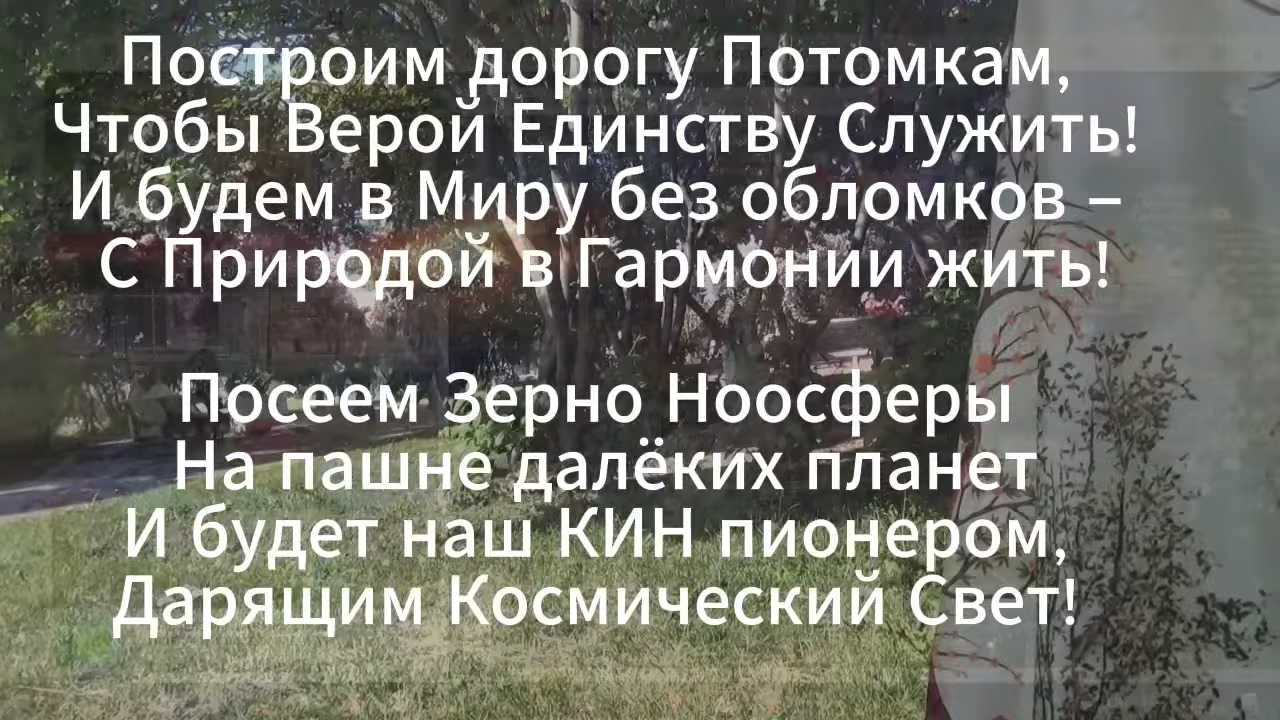 Построим дорогу Потомкам,
Чтобы Верой Единству Служить!
И будем в Миру без обломков –
С Природой в Гармонии жить!
Посеем Зерно Ноосферы
На пашне далёких планет
И будет наш КИН пионером,
Дарящим Космический Свет!